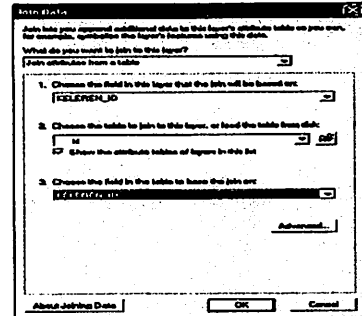 Join Data
Join lets you append additional data to this layer's attribute table so you can,
for example, symbolize the layer's features using this data.
What do you want to join to this layer?
Join attributes from a table
1. Choose the field in this layer that the join will be based on:
2. Choose the table to join to this layer, or load the table from disk:
Show the attribute tables of layers in this list
3. Choose the field in the table to base the join on:
Advanced...
About Joining Data
OK
Cancel